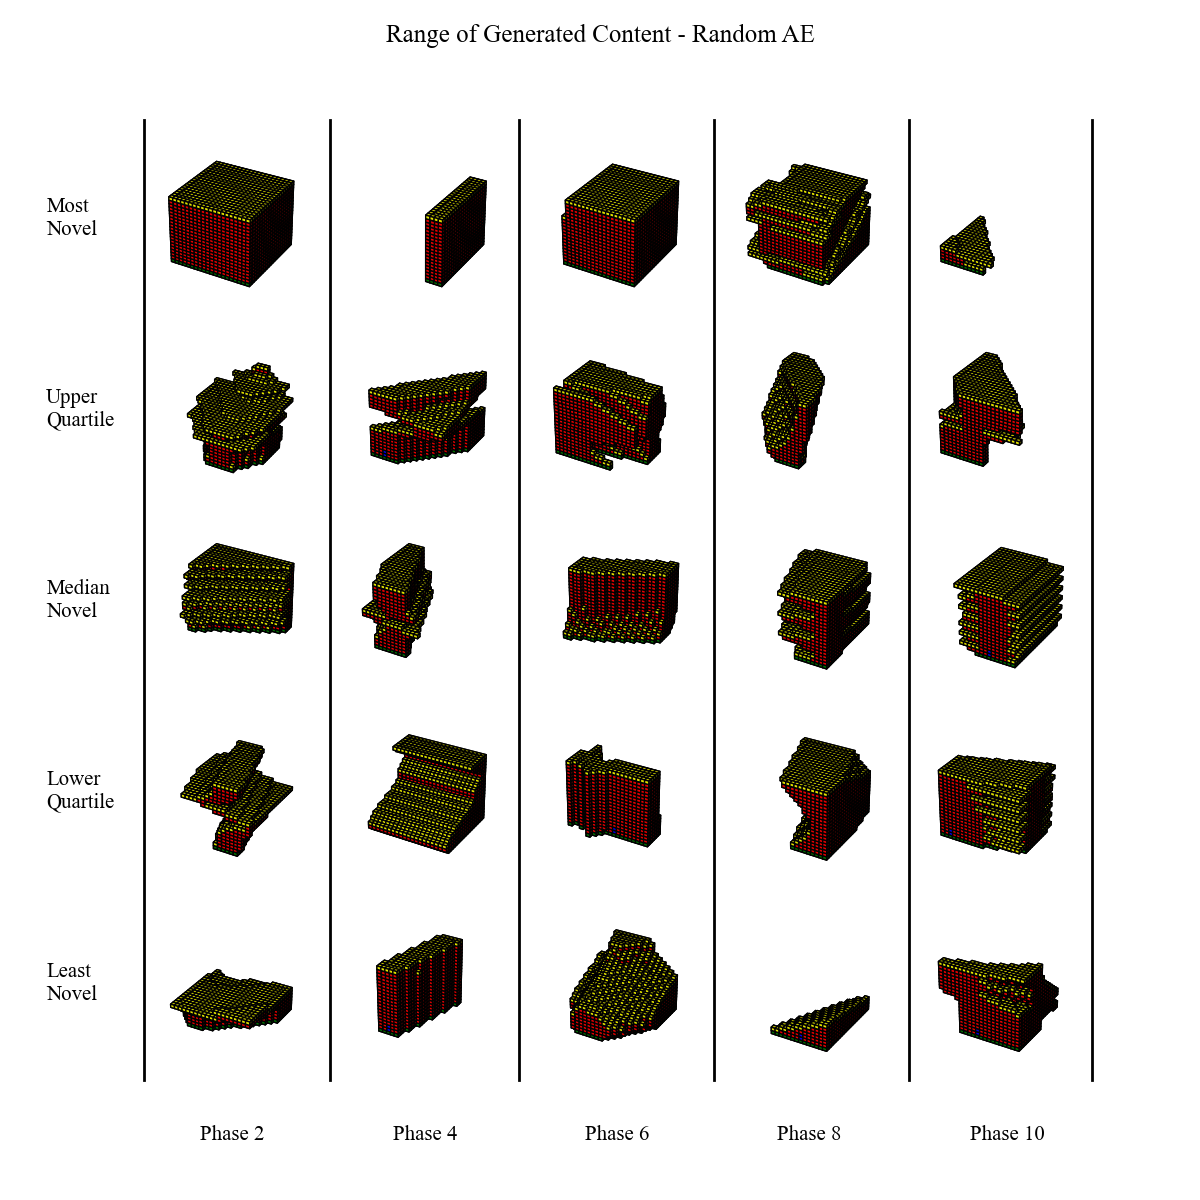 Range of Generated Content - Random AE
Most
Novel
Upper
Quartile
Median
Novel
Lower
Quartile
Least
Novel
Phase 2
Phase 4
Phase 6
Phase 8
Phase 10